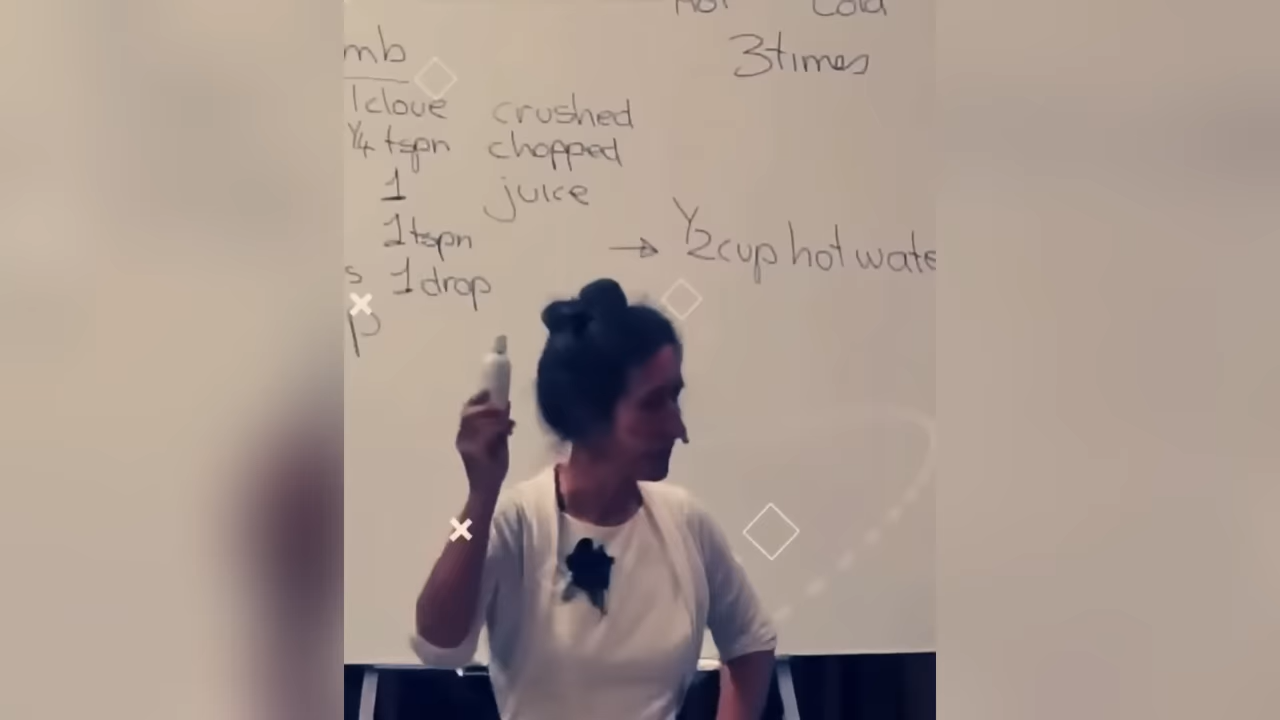 Hot Cold
3times
mb
1clove crushed
1/4 tspn chopped
1 juice
1tspn
→ 1/2cup hot wate
s 1drop
p